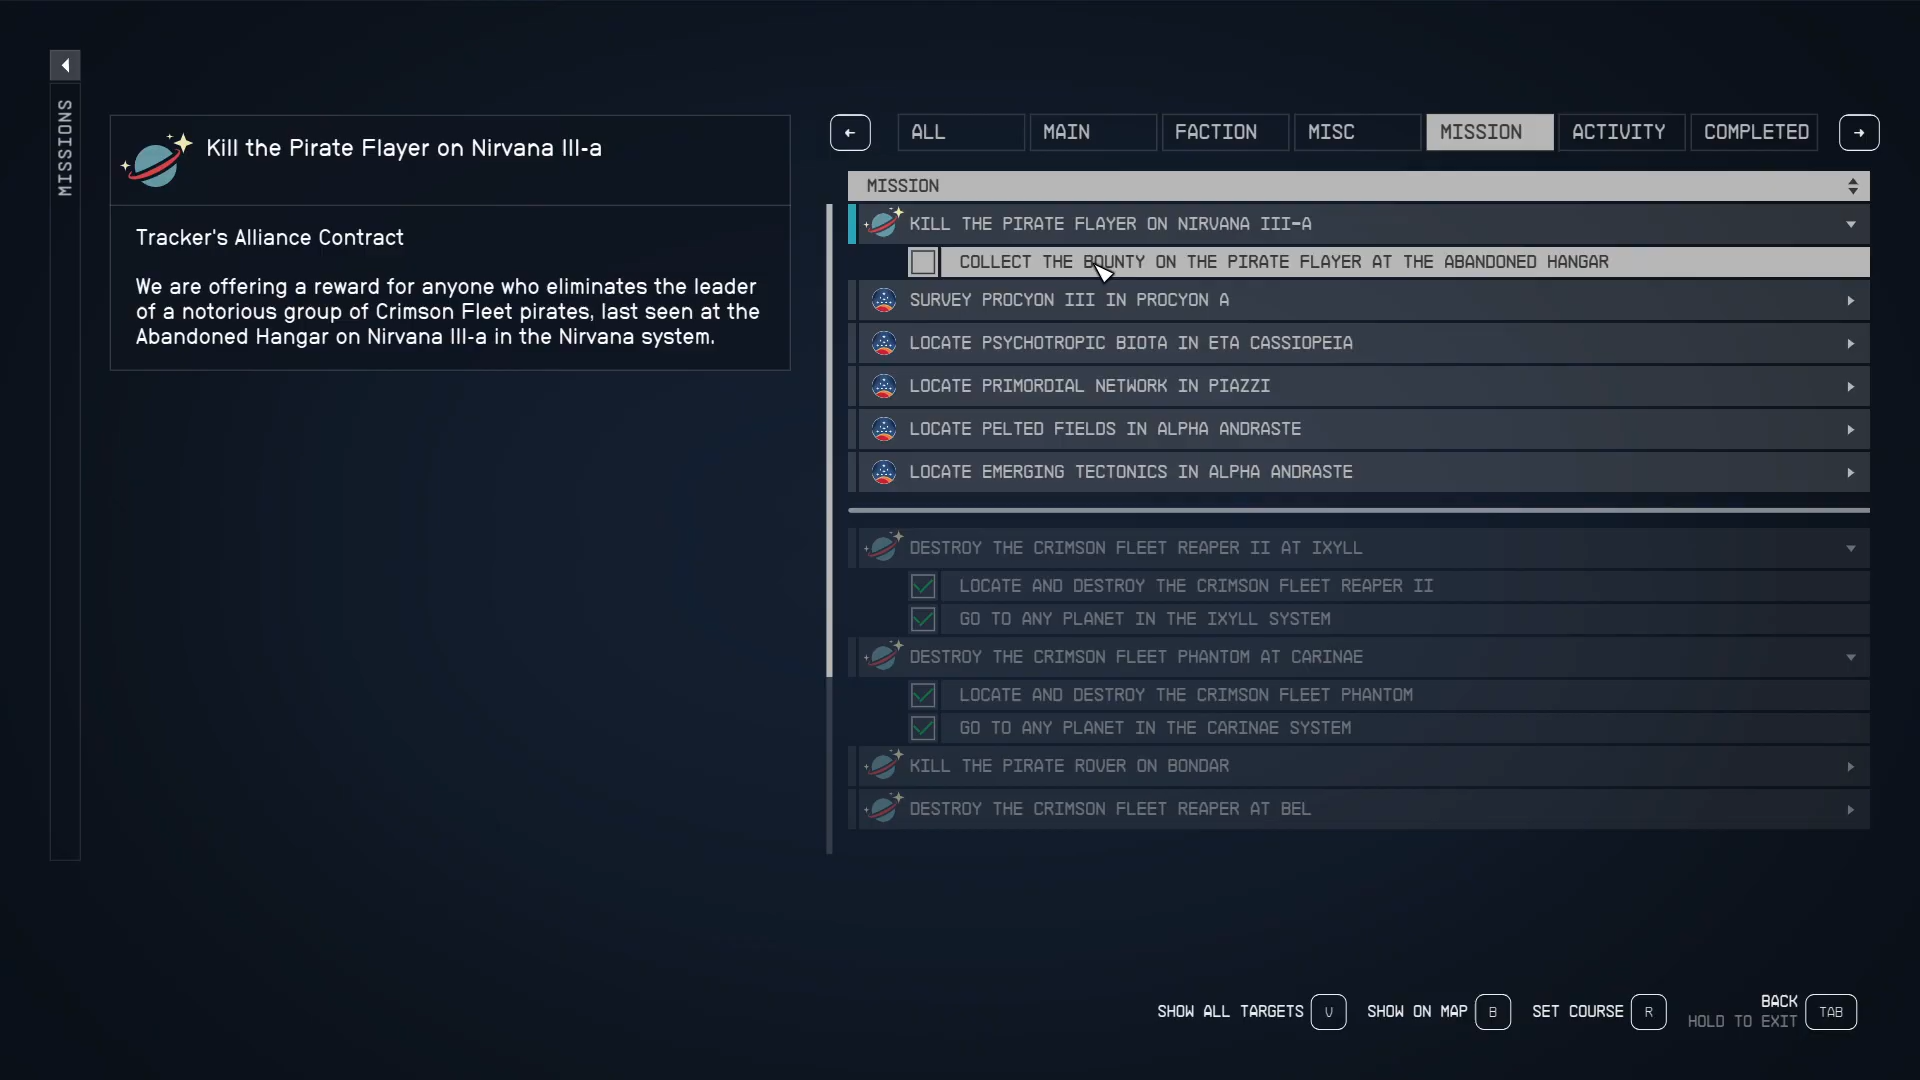 MISSIONS
Kill the Pirate Flayer on Nirvana III-a
Tracker's Alliance Contract
We are offering a reward for anyone who eliminates the leader
of a notorious group of Crimson Fleet pirates, last seen at the
Abandoned Hangar on Nirvana III-a in the Nirvana system.
ALL MAIN FACTION MISC MISSION ACTIVITY COMPLETED
MISSION
KILL THE PIRATE FLAYER ON NIRVANA III-A
COLLECT THE BOUNTY ON THE PIRATE FLAYER AT THE ABANDONED HANGAR
SURVEY PROCYON III IN PROCYON A
LOCATE PSYCHOTROPIC BIOTA IN ETA CASSIOPEIA
LOCATE PRIMORDIAL NETWORK IN PIAZZI
LOCATE PELTED FIELDS IN ALPHA ANDRASTE
LOCATE EMERGING TECTONICS IN ALPHA ANDRASTE
DESTROY THE CRIMSON FLEET REAPER II AT IXYLL
LOCATE AND DESTROY THE CRIMSON FLEET REAPER II
GO TO ANY PLANET IN THE IXYLL SYSTEM
DESTROY THE CRIMSON FLEET PHANTOM AT CARINAE
LOCATE AND DESTROY THE CRIMSON FLEET PHANTOM
GO TO ANY PLANET IN THE CARINAE SYSTEM
KILL THE PIRATE ROVER ON BONDAR
DESTROY THE CRIMSON FLEET REAPER AT BEL
SHOW ALL TARGETS V SHOW ON MAP B SET COURSE R BACK TAB
HOLD TO EXIT